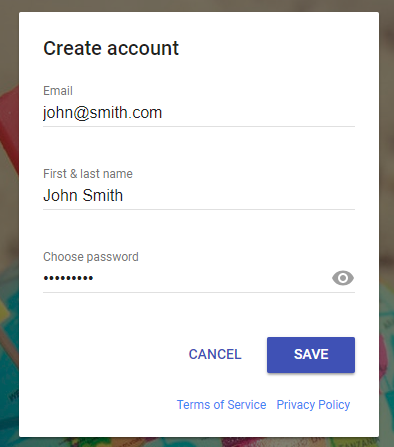 Create account
Email
john@smith.com
First & last name
John Smith
Choose password
•••••••••
CANCEL SAVE
Terms of Service Privacy Policy